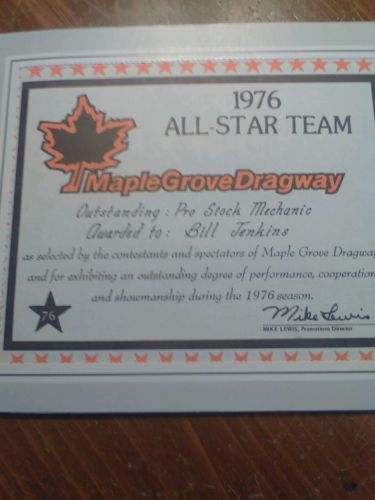 1976
ALL-STAR TEAM
MapleGroveDragway
Outstanding: Pro Stock Mechanic
Awarded to: Bill Jenkins
as selected by the contestants and spectators of Maple Grove Dragway
and for exhibiting an outstanding degree of performance, cooperation
and showmanship during the 1976 season.
76
Mike Lewis
MIKE LEWIS, Promotions Director